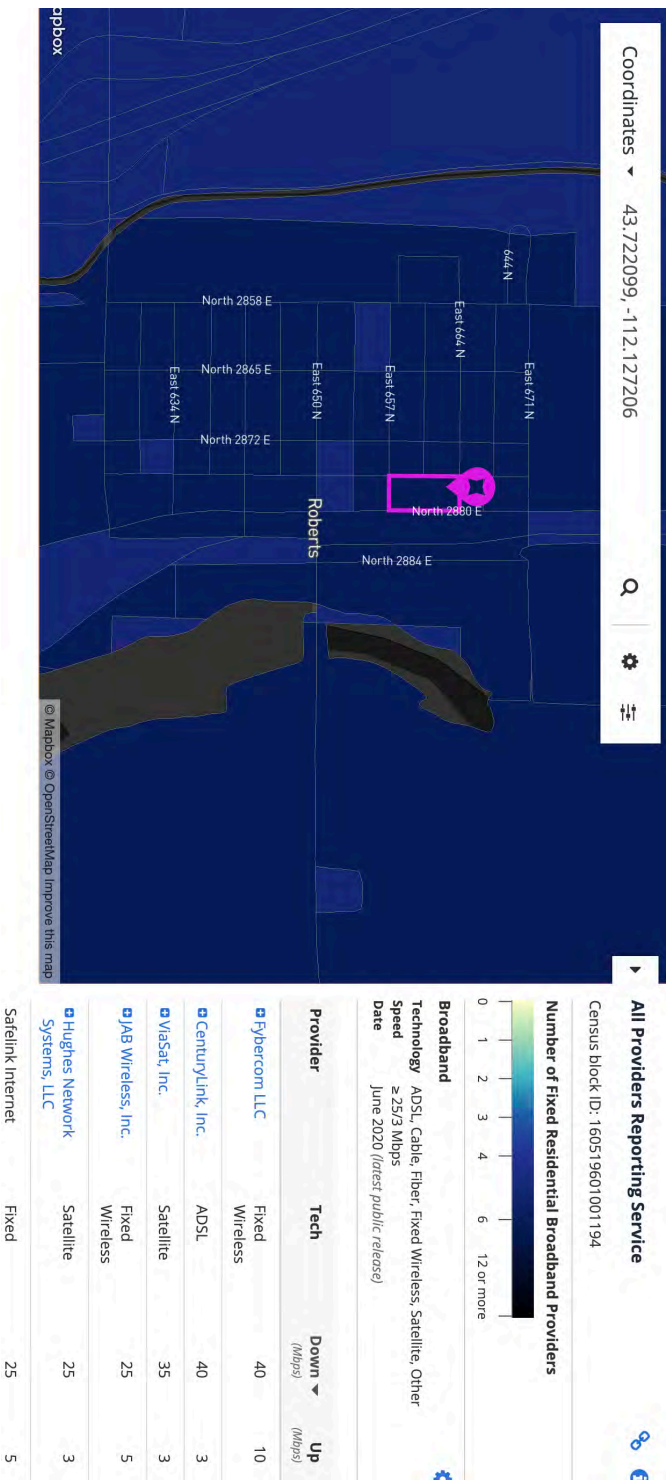 Coordinates 43.722099, -112.127206
644 N
East 664 N
East 671 N
North 2858 E
East 657 N
East 650 N
North 2865 E
East 634 N
North 2872 E
North 2880 E
Roberts
North 2884 E
apbox
© Mapbox © OpenStreetMap Improve this map
All Providers Reporting Service
Census block ID: 160519601001194
Number of Fixed Residential Broadband Providers
0 1 2 3 4 6 12 or more
Broadband
Technology ADSL, Cable, Fiber, Fixed Wireless, Satellite, Other
Speed ≥ 25/3 Mbps
Date June 2020 (latest public release)
Provider Tech Down (Mbps) Up (Mbps)
Fybercom LLC Fixed Wireless 40 10
CenturyLink, Inc. ADSL 40 3
ViaSat, Inc. Satellite 35 3
JAB Wireless, Inc. Fixed Wireless 25 5
Hughes Network Systems, LLC Satellite 25 3
Safelink Internet Fixed 25 5